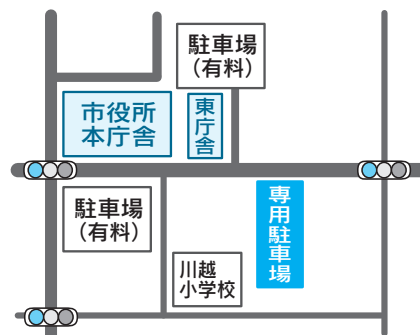 駐車場
（有料）
市役所
本庁舎
東庁舎
駐車場
（有料）
専用駐車場
川越
小学校